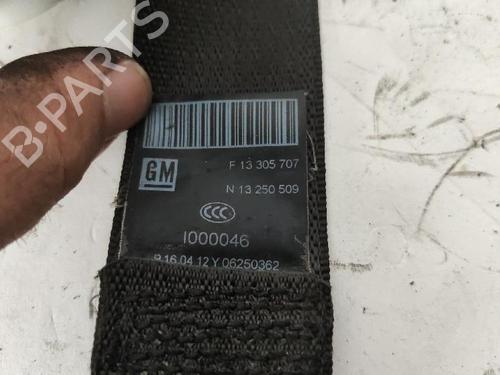 B-PARTS
GM
F 13 305 707
N 13 250 509
CCC
I000046
R 16 04 12 Y 06250362